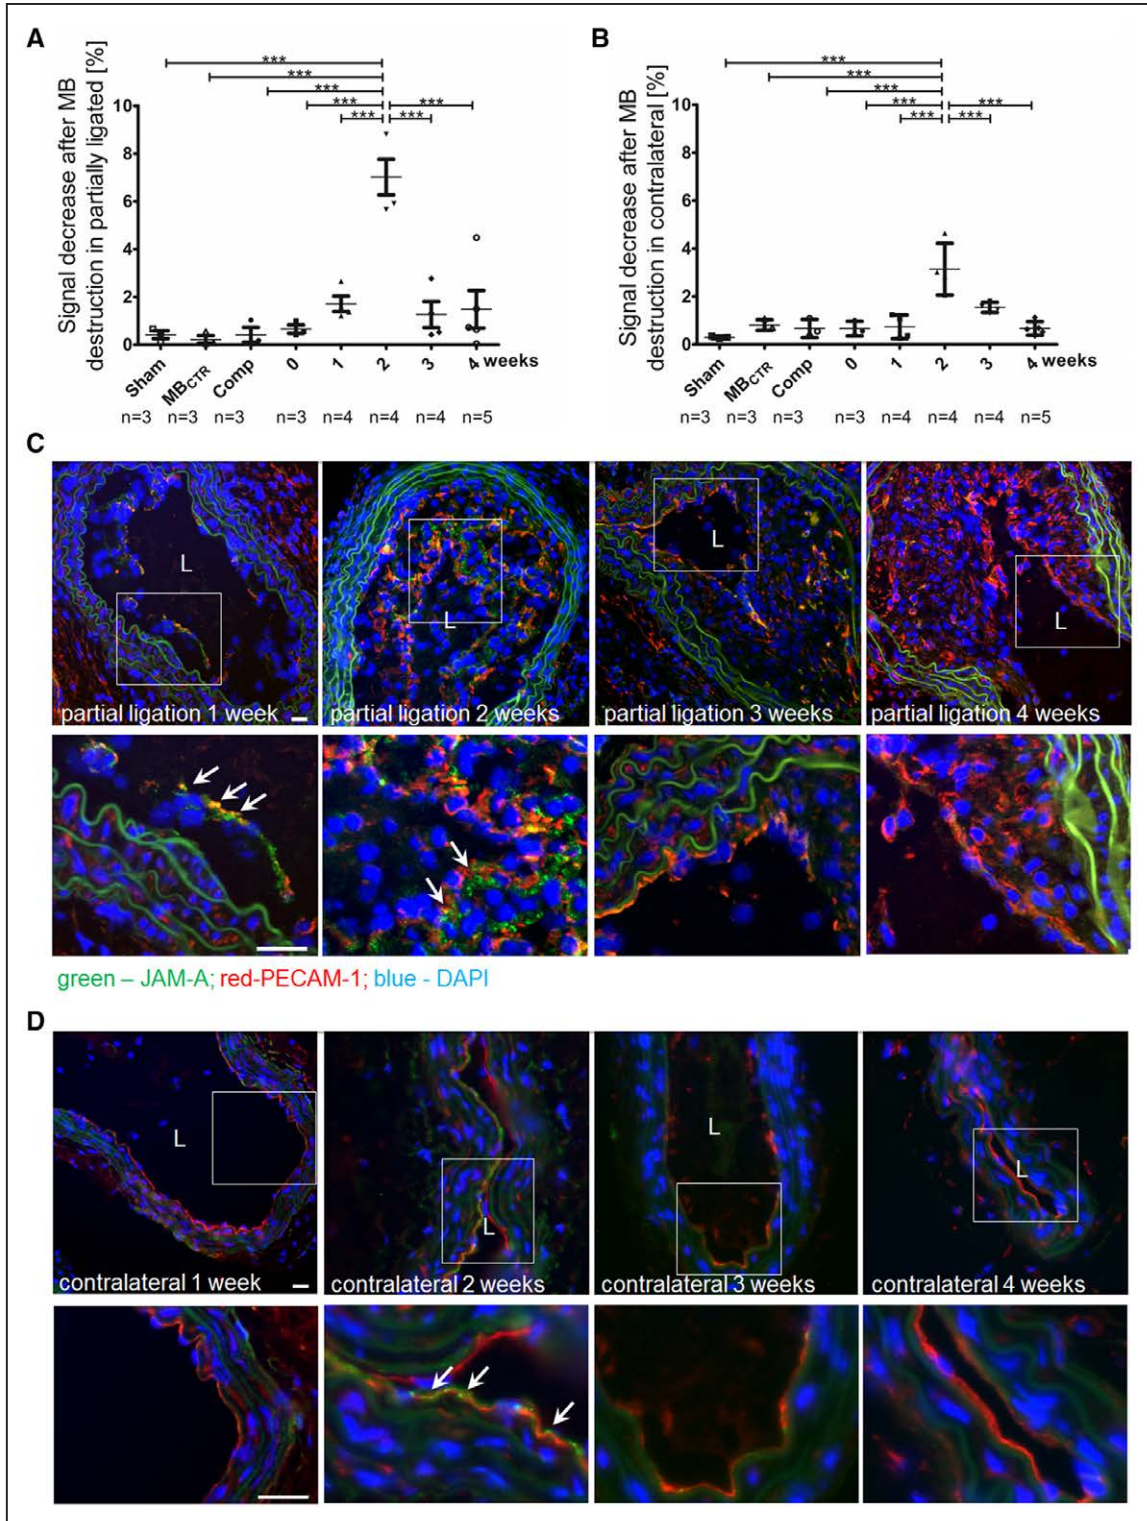 A
Signal decrease after MB
destruction in partially ligated [%]
***
***
***
*** ***
*** ***
10
8
6
4
2
0
Sham MBCTR Comp 0 1 2 3 4 weeks
n=3 n=3 n=3 n=3 n=4 n=4 n=4 n=5
B
Signal decrease after MB
destruction in contralateral [%]
***
***
***
*** ***
*** ***
10
8
6
4
2
0
Sham MBCTR Comp 0 1 2 3 4 weeks
n=3 n=3 n=3 n=3 n=4 n=4 n=4 n=5
C
L L L L
partial ligation 1 week partial ligation 2 weeks partial ligation 3 weeks partial ligation 4 weeks
green – JAM-A; red-PECAM-1; blue - DAPI
D
L L L L
contralateral 1 week contralateral 2 weeks contralateral 3 weeks contralateral 4 weeks